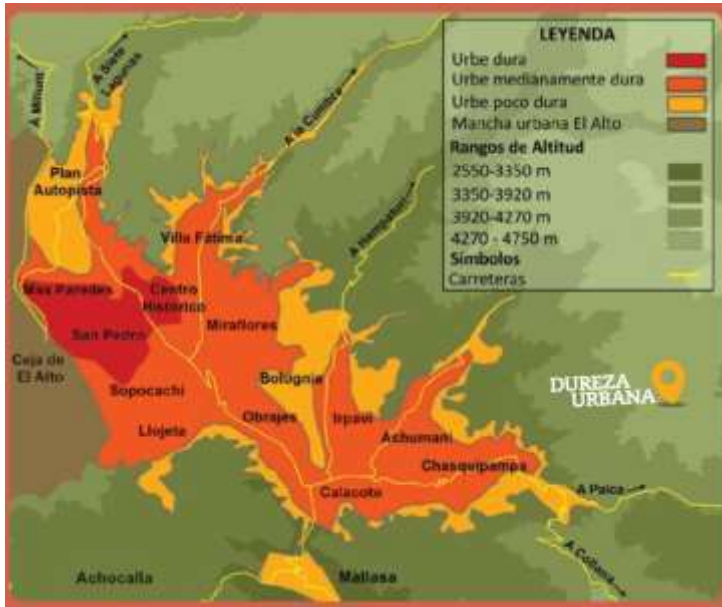 LEYENDA
Urbe dura
Urbe medianamente dura
Urbe poco dura
Mancha urbana El Alto
Rangos de Altitud
2550-3350 m
3350-3920 m
3920-4270 m
4270 - 4750 m
Símbolos
Carreteras
A Milluni
A Siete
Lagunas
A la Cumbre
A Hampaturi
Plan
Autopista
Villa Fatima
Max Paredes
Centro
Historico
San Pedro
Miraflores
Ceja de
El Alto
Sopocachi
Bolognia
Llojeta
Obrajes
Irpavi
Achumani
Chasquipampa
Calacoto
DUREZA
URBANA
A Palca
A Collana
Achocalla
Mallasa